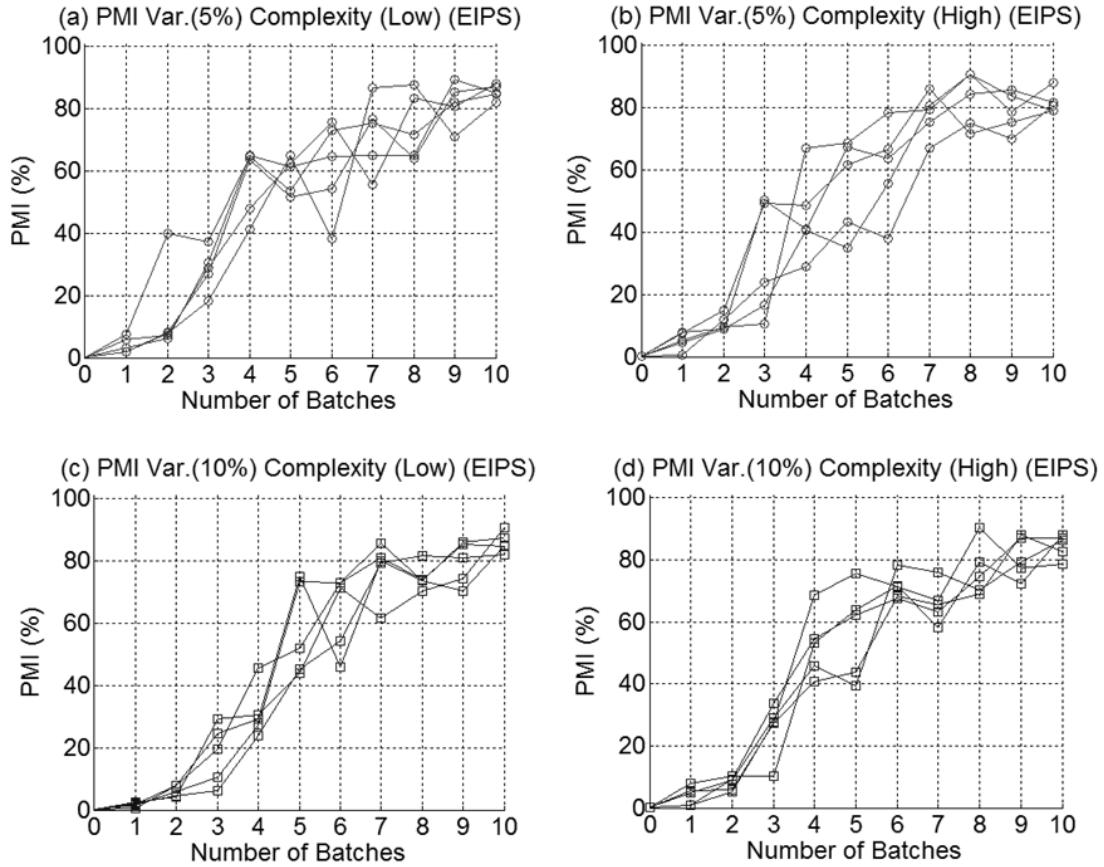 (a) PMI Var.(5%) Complexity (Low) (EIPS)
100
80
60
40
20
0
PMI (%)
0 1 2 3 4 5 6 7 8 9 10
Number of Batches
(b) PMI Var.(5%) Complexity (High) (EIPS)
100
80
60
40
20
0
PMI (%)
0 1 2 3 4 5 6 7 8 9 10
Number of Batches
(c) PMI Var.(10%) Complexity (Low) (EIPS)
100
80
60
40
20
0
PMI (%)
0 1 2 3 4 5 6 7 8 9 10
Number of Batches
(d) PMI Var.(10%) Complexity (High) (EIPS)
100
80
60
40
20
0
PMI (%)
0 1 2 3 4 5 6 7 8 9 10
Number of Batches